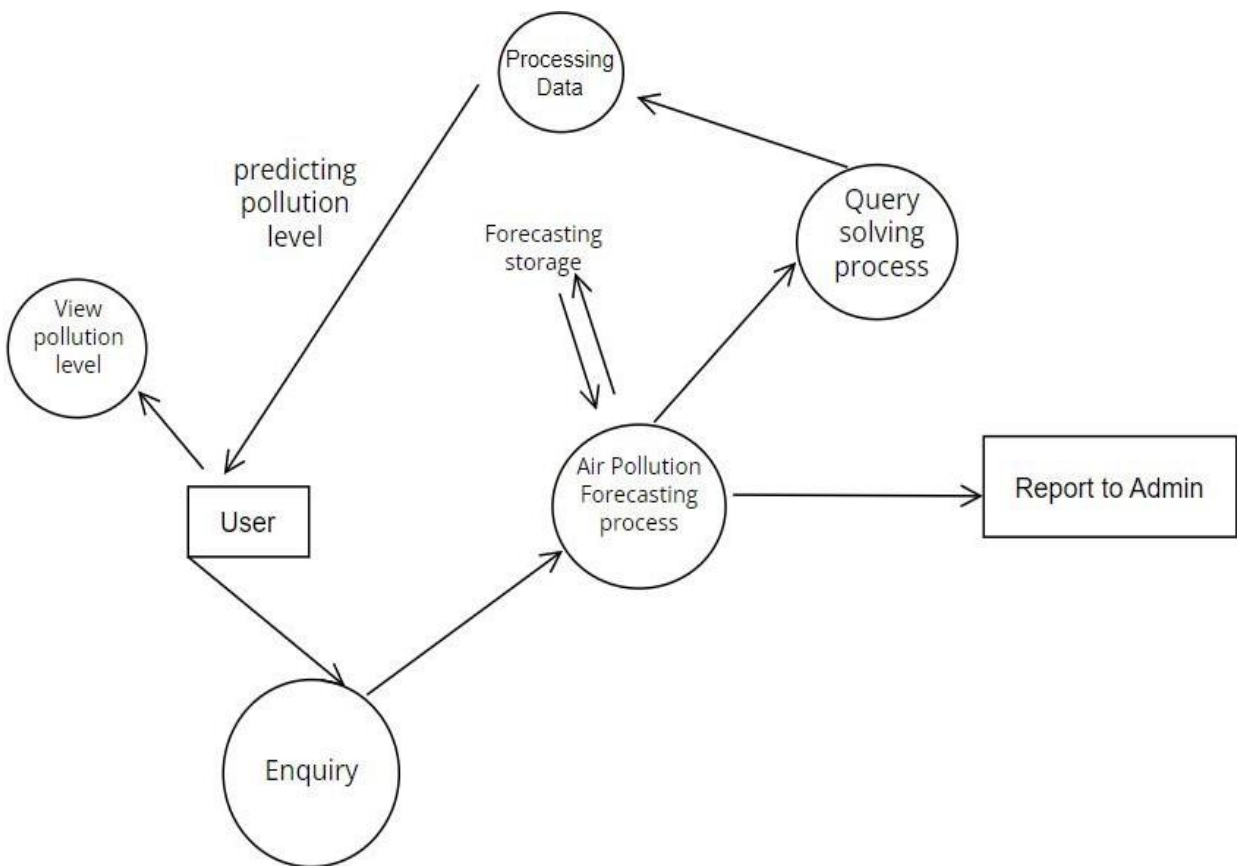 Processing
Data
predicting
pollution
level
Query
solving
process
Forecasting
storage
View
pollution
level
Air Pollution
Forecasting
process
Report to Admin
User
Enquiry